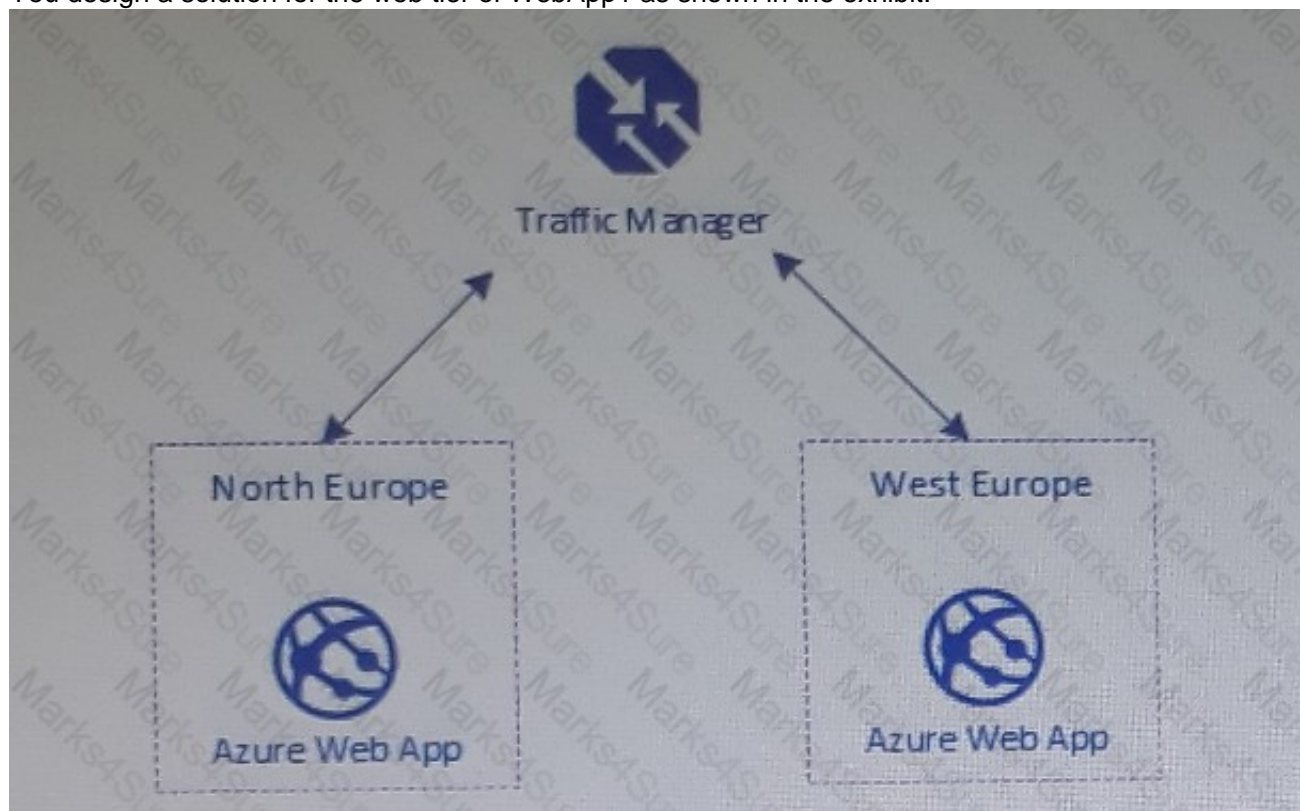 You design a solution for the web tier of WebApp1 as shown in the exhibit.
Traffic Manager
North Europe
West Europe
Azure Web App
Azure Web App
Marks4Sure